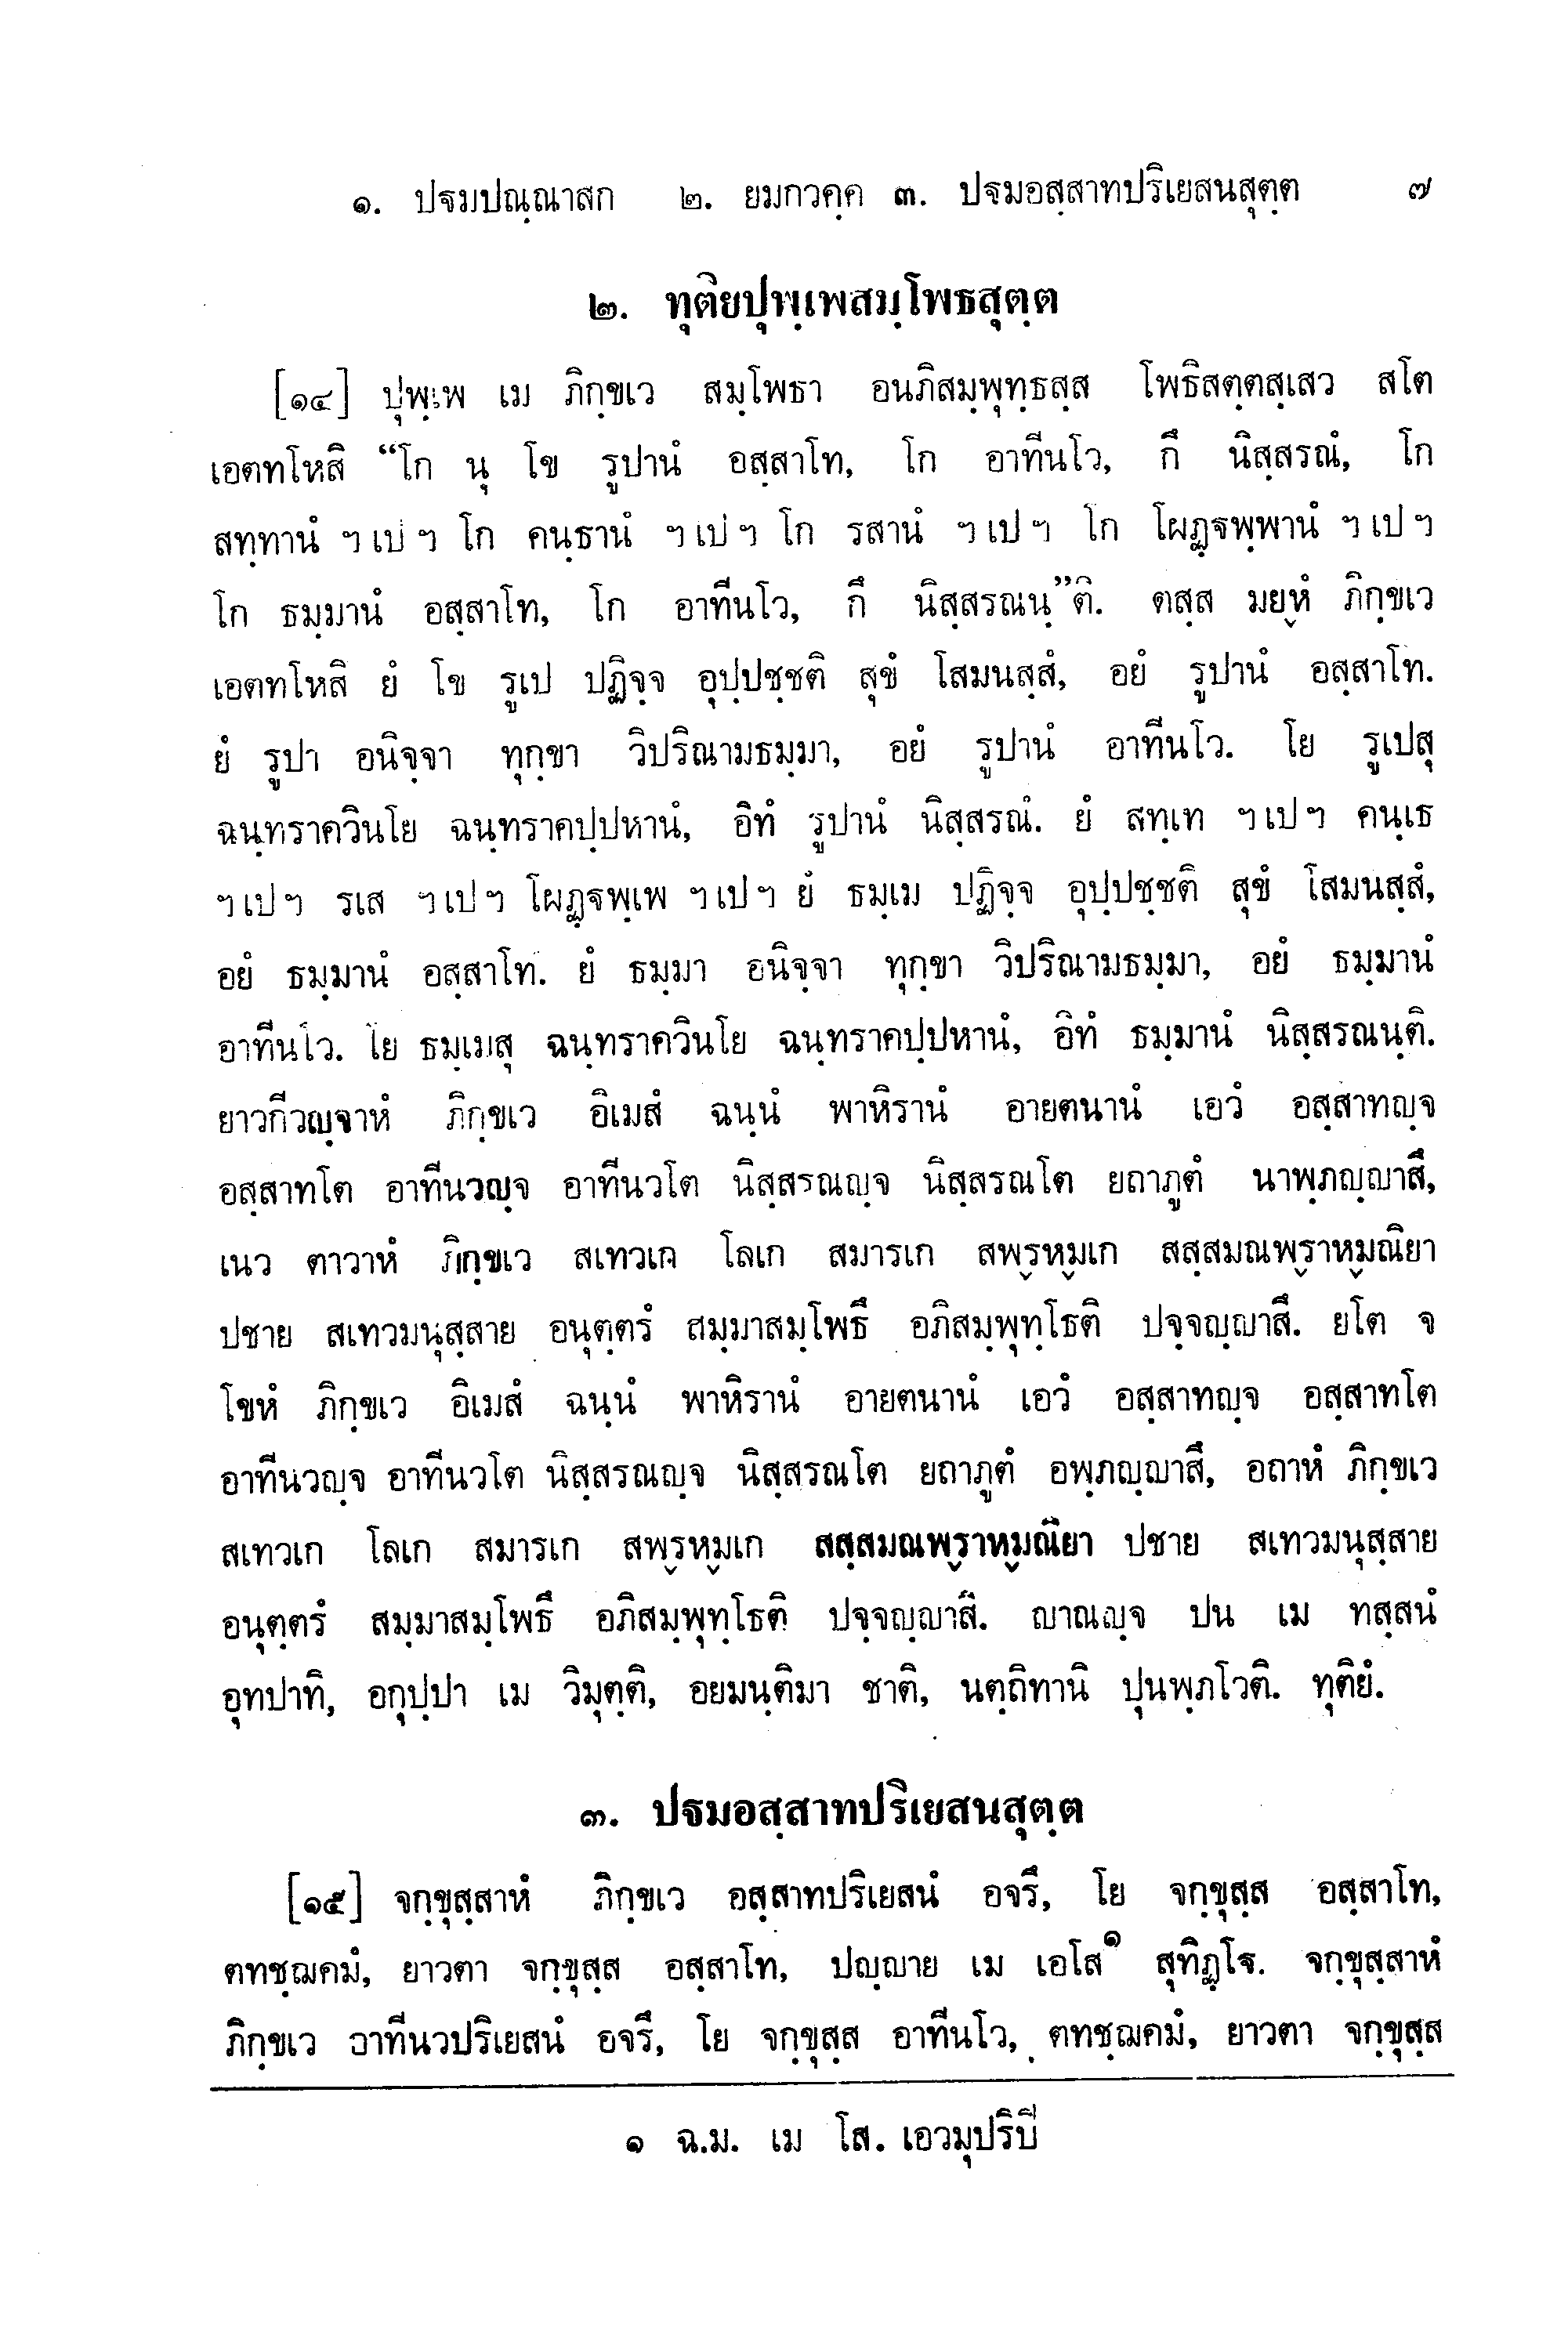 ๑. ปฐมปณฺณาสก ๒. ยมกวคฺค ๓. ปฐมอสฺสาทปริเยสนสุตฺต ๗
๒. ทุติยปุพฺเพสมฺโพธสุตฺต
[๑๔] ปุพฺเพ เม ภิกฺขเว สมฺโพธา อนภิสมฺพุทฺธสฺส โพธิสตฺตสฺเสว สโต
เอตทโหสิ “โก นุ โข รูปานํ อสฺสาโท, โก อาทีนโว, กึ นิสฺสรณํ, โก
สทฺทานํ ฯเปฯ โก คนฺธานํ ฯเปฯ โก รสานํ ฯเปฯ โก โผฏฺฐพฺพานํ ฯเปฯ
โก ธมฺมานํ อสฺสาโท, โก อาทีนโว, กึ นิสฺสรณนฺ”ติ. ตสฺส มยฺหํ ภิกฺขเว
เอตทโหสิ ยํ โข รูเป ปฏิจฺจ อุปฺปชฺชติ สุขํ โสมนสฺสํ, อยํ รูปานํ อสฺสาโท.
ยํ รูปา อนิจฺจา ทุกฺขา วิปริณามธมฺมา, อยํ รูปานํ อาทีนโว. โย รูเปสุ
ฉนฺทราควินโย ฉนฺทราคปฺปหานํ, อิทํ รูปานํ นิสฺสรณํ. ยํ สทฺเท ฯเปฯ คนฺเธ
ฯเปฯ รเส ฯเปฯ โผฏฺฐพฺเพ ฯเปฯ ยํ ธมฺเม ปฏิจฺจ อุปฺปชฺชติ สุขํ โสมนสฺสํ,
อยํ ธมฺมานํ อสฺสาโท. ยํ ธมฺมา อนิจฺจา ทุกฺขา วิปริณามธมฺมา, อยํ ธมฺมานํ
อาทีนโว. โย ธมฺเมสุ ฉนฺทราควินโย ฉนฺทราคปฺปหานํ, อิทํ ธมฺมานํ นิสฺสรณนฺติ.
ยาวกีวญฺจาหํ ภิกฺขเว อิเมสํ ฉนฺนํ พาหิรานํ อายตนานํ เอวํ อสฺสาทญฺจ
อสฺสาทโต อาทีนวญฺจ อาทีนวโต นิสฺสรณญฺจ นิสฺสรณโต ยถาภูตํ นาพฺภญฺญาสึ,
เนว ตาวาหํ ภิกฺขเว สเทวเก โลเก สมารเก สพฺรหฺมเก สสฺสมณพฺราหฺมณิยา
ปชาย สเทวมนุสฺสาย อนุตฺตรํ สมฺมาสมฺโพธึ อภิสมฺพุทฺโธติ ปจฺจญฺญาสึ. ยโต จ
โขหํ ภิกฺขเว อิเมสํ ฉนฺนํ พาหิรานํ อายตนานํ เอวํ อสฺสาทญฺจ อสฺสาทโต
อาทีนวญฺจ อาทีนวโต นิสฺสรณญฺจ นิสฺสรณโต ยถาภูตํ อพฺภญฺญาสึ, อถาหํ ภิกฺขเว
สเทวเก โลเก สมารเก สพฺรหฺมเก สสฺสมณพฺราหฺมณิยา ปชาย สเทวมนุสฺสาย
อนุตฺตรํ สมฺมาสมฺโพธึ อภิสมฺพุทฺโธติ ปจฺจญฺญาสึ. ญาณญฺจ ปน เม ทสฺสนํ
อุทปาทิ, อกุปฺปา เม วิมุตฺติ, อยมนฺติมา ชาติ, นตฺถิทานิ ปุนพฺภโวติ. ทุติยํ.
๓. ปฐมอสฺสาทปริเยสนสุตฺต
[๑๕] จกฺขุสฺสาหํ ภิกฺขเว อสฺสาทปริเยสนํ อจรึ, โย จกฺขุสฺส อสฺสาโท,
ตทชฺฌคมํ, ยาวตา จกฺขุสฺส อสฺสาโท, ปญฺญาย เม เอโส๑ สุทิฏฺโฐ. จกฺขุสฺสาหํ
ภิกฺขเว อาทีนวปริเยสนํ อจรึ, โย จกฺขุสฺส อาทีนโว, ตทชฺฌคมํ, ยาวตา จกฺขุสฺส
๑ ฉ.ม. เม โส. เอวมุปริปี